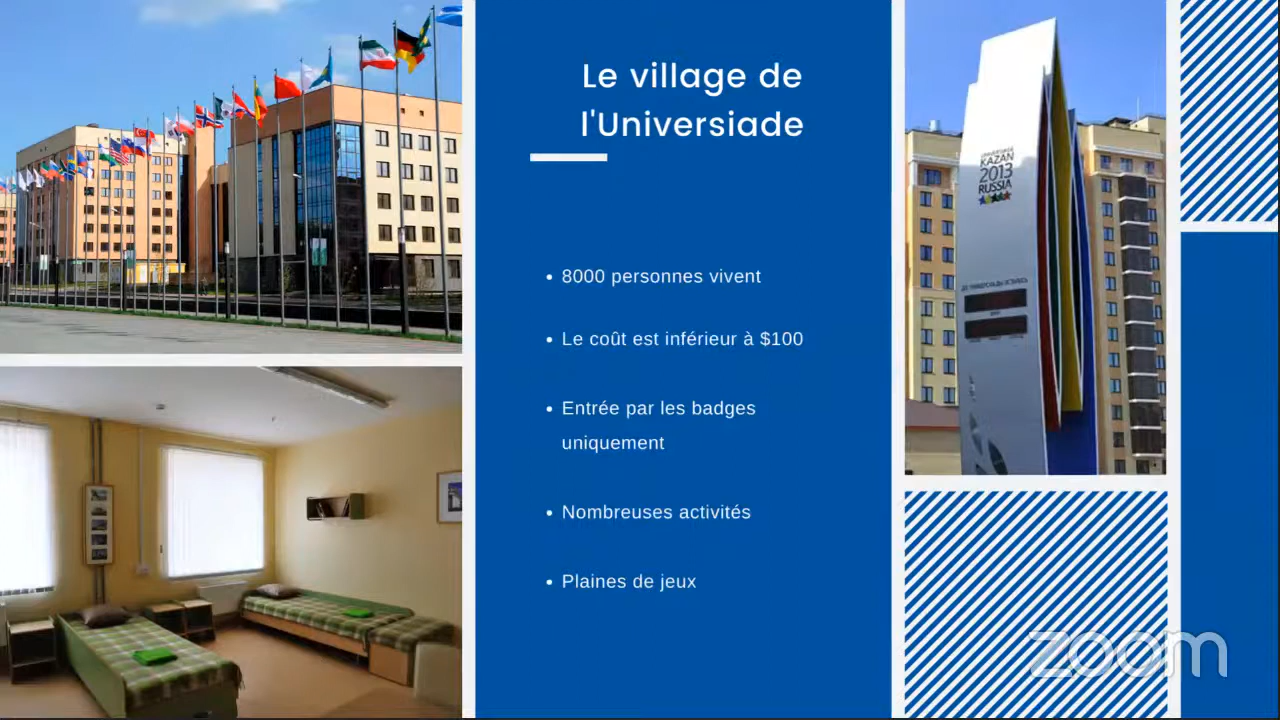 Le village de
l'Universiade
8000 personnes vivent
Le coût est inférieur à $100
Entrée par les badges
uniquement
Nombreuses activités
Plaines de jeux
KAZAN
2013
RUSSIA
zoom